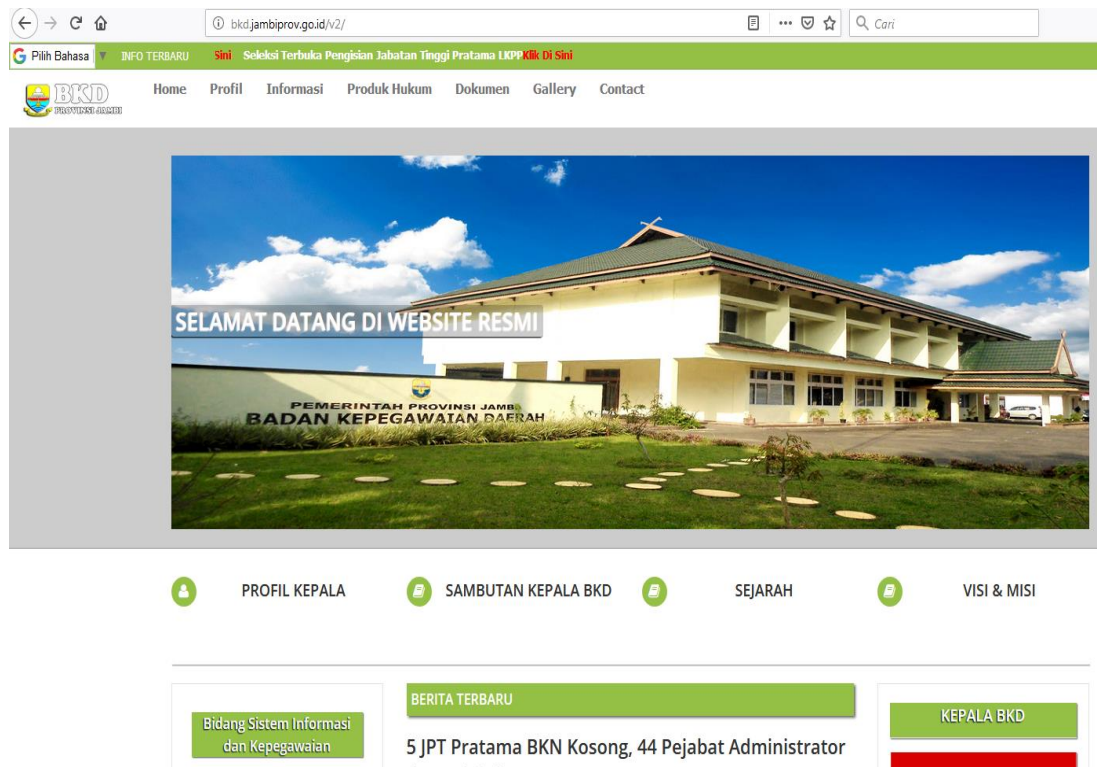 bkd.jambiprov.go.id/v2/
Cari
Pilih Bahasa
INFO TERBARU
Sini Seleksi Terbuka Pengisian Jabatan Tinggi Pratama LKPPKlik Di Sini
BKD
PROVINSI JAMBI
Home Profil Informasi Produk Hukum Dokumen Gallery Contact
SELAMAT DATANG DI WEBSITE RESMI
PEMERINTAH PROVINSI JAMBI
BADAN KEPEGAWAIAN DAERAH
PROFIL KEPALA
SAMBUTAN KEPALA BKD
SEJARAH
VISI & MISI
Bidang Sistem Informasi
dan Kepegawaian
BERITA TERBARU
5 JPT Pratama BKN Kosong, 44 Pejabat Administrator
KEPALA BKD